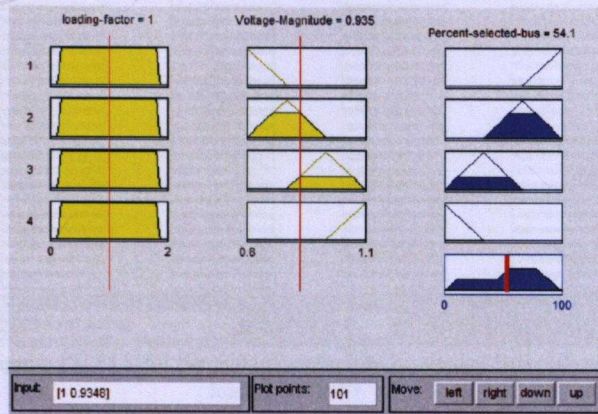 loading-factor = 1
Voltage-Magnitude = 0.935
Percent-selected-bus = 54.1
1
2
3
4
0 2
0.8 1.1
0 100
Input: [1 0.9348]
Plot points: 101
Move: left right down up